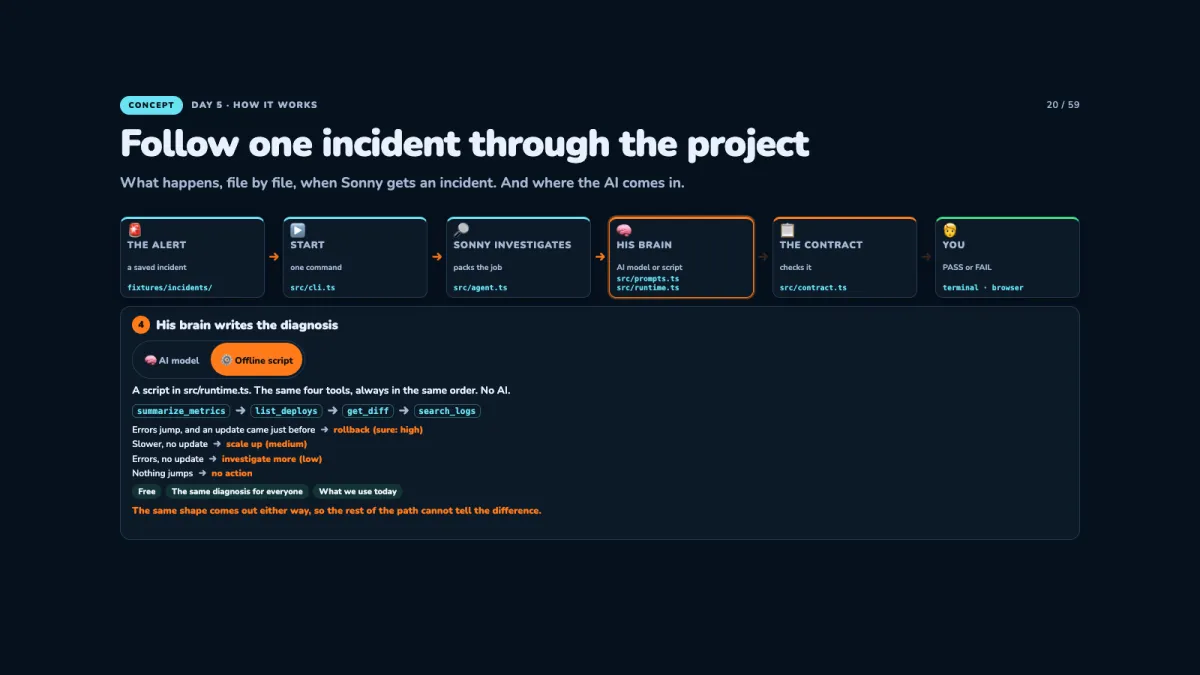 CONCEPT DAY 5 · HOW IT WORKS 20 / 59
Follow one incident through the project
What happens, file by file, when Sonny gets an incident. And where the AI comes in.
THE ALERT
a saved incident
fixtures/incidents/
START
one command
src/cli.ts
SONNY INVESTIGATES
packs the job
src/agent.ts
HIS BRAIN
AI model or script
src/prompts.ts
src/runtime.ts
THE CONTRACT
checks it
src/contract.ts
YOU
PASS or FAIL
terminal · browser
4 His brain writes the diagnosis
AI model Offline script
A script in src/runtime.ts. The same four tools, always in the same order. No AI.
summarize_metrics → list_deploys → get_diff → search_logs
Errors jump, and an update came just before → rollback (sure: high)
Slower, no update → scale up (medium)
Errors, no update → investigate more (low)
Nothing jumps → no action
Free The same diagnosis for everyone What we use today
The same shape comes out either way, so the rest of the path cannot tell the difference.